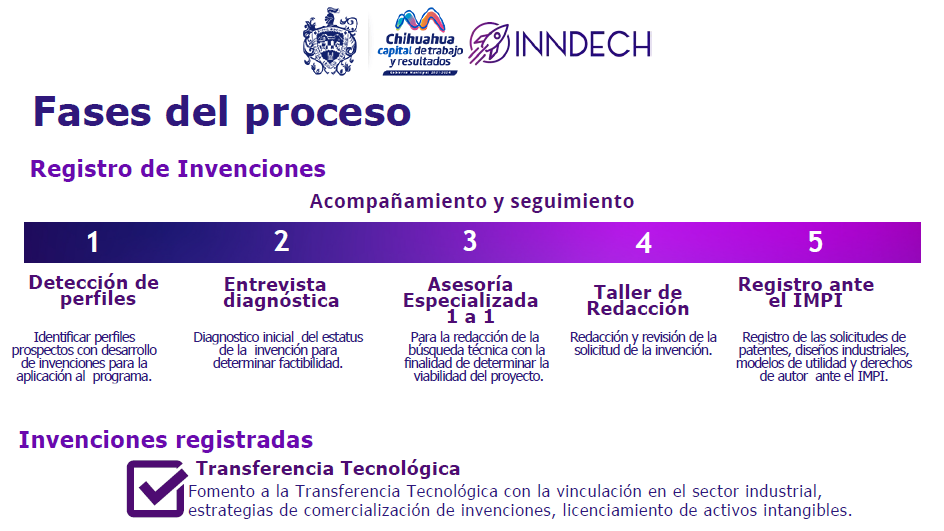 Chihuahua
capital de trabajo
y resultados
Gobierno Municipal 2021-2024
INNDECH
Fases del proceso
Registro de Invenciones
Acompañamiento y seguimiento
1 2 3 4 5
Detección de
perfiles
Identificar perfiles
prospectos con desarrollo
de invenciones para la
aplicación al programa.
Entrevista
diagnóstica
Diagnostico inicial del estatus
de la invención para
determinar factibilidad.
Asesoría
Especializada
1 a 1
Para la redacción de la
búsqueda técnica con la
finalidad de determinar la
viabilidad del proyecto.
Taller de
Redacción
Redacción y revisión de la
solicitud de la invención.
Registro ante
el IMPI
Registro de las solicitudes de
patentes, diseños industriales,
modelos de utilidad y derechos
de autor ante el IMPI.
Invenciones registradas
Transferencia Tecnológica
Fomento a la Transferencia Tecnológica con la vinculación en el sector industrial,
estrategias de comercialización de invenciones, licenciamiento de activos intangibles.